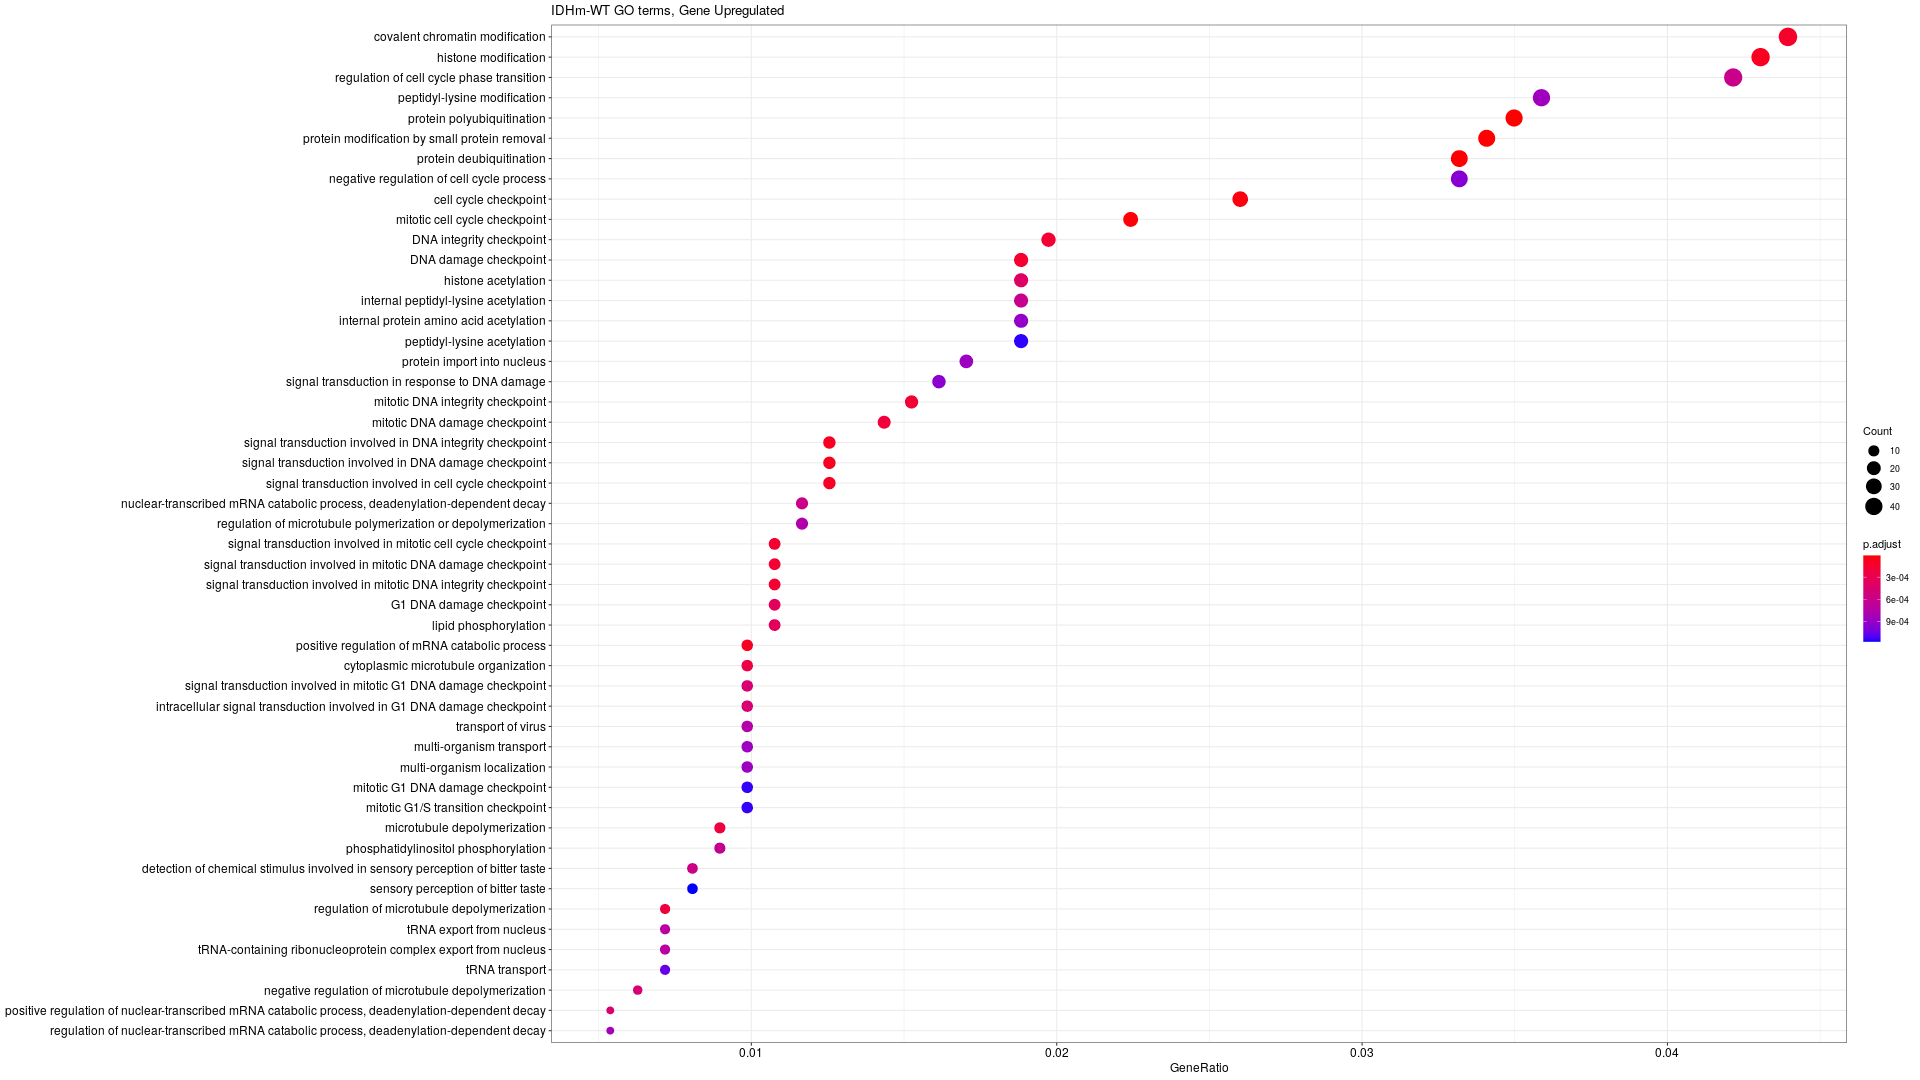 IDHm-WT GO terms, Gene Upregulated
covalent chromatin modification
histone modification
regulation of cell cycle phase transition
peptidyl-lysine modification
protein polyubiquitination
protein modification by small protein removal
protein deubiquitination
negative regulation of cell cycle process
cell cycle checkpoint
mitotic cell cycle checkpoint
DNA integrity checkpoint
DNA damage checkpoint
histone acetylation
internal peptidyl-lysine acetylation
internal protein amino acid acetylation
peptidyl-lysine acetylation
protein import into nucleus
signal transduction in response to DNA damage
mitotic DNA integrity checkpoint
mitotic DNA damage checkpoint
signal transduction involved in DNA integrity checkpoint
signal transduction involved in DNA damage checkpoint
signal transduction involved in cell cycle checkpoint
nuclear-transcribed mRNA catabolic process, deadenylation-dependent decay
regulation of microtubule polymerization or depolymerization
signal transduction involved in mitotic cell cycle checkpoint
signal transduction involved in mitotic DNA damage checkpoint
signal transduction involved in mitotic DNA integrity checkpoint
G1 DNA damage checkpoint
lipid phosphorylation
positive regulation of mRNA catabolic process
cytoplasmic microtubule organization
signal transduction involved in mitotic G1 DNA damage checkpoint
intracellular signal transduction involved in G1 DNA damage checkpoint
transport of virus
multi-organism transport
multi-organism localization
mitotic G1 DNA damage checkpoint
mitotic G1/S transition checkpoint
microtubule depolymerization
phosphatidylinositol phosphorylation
detection of chemical stimulus involved in sensory perception of bitter taste
sensory perception of bitter taste
regulation of microtubule depolymerization
tRNA export from nucleus
tRNA-containing ribonucleoprotein complex export from nucleus
tRNA transport
negative regulation of microtubule depolymerization
positive regulation of nuclear-transcribed mRNA catabolic process, deadenylation-dependent decay
regulation of nuclear-transcribed mRNA catabolic process, deadenylation-dependent decay
0.01 0.02 0.03 0.04
GeneRatio
Count
10
20
30
40
p.adjust
3e-04
6e-04
9e-04